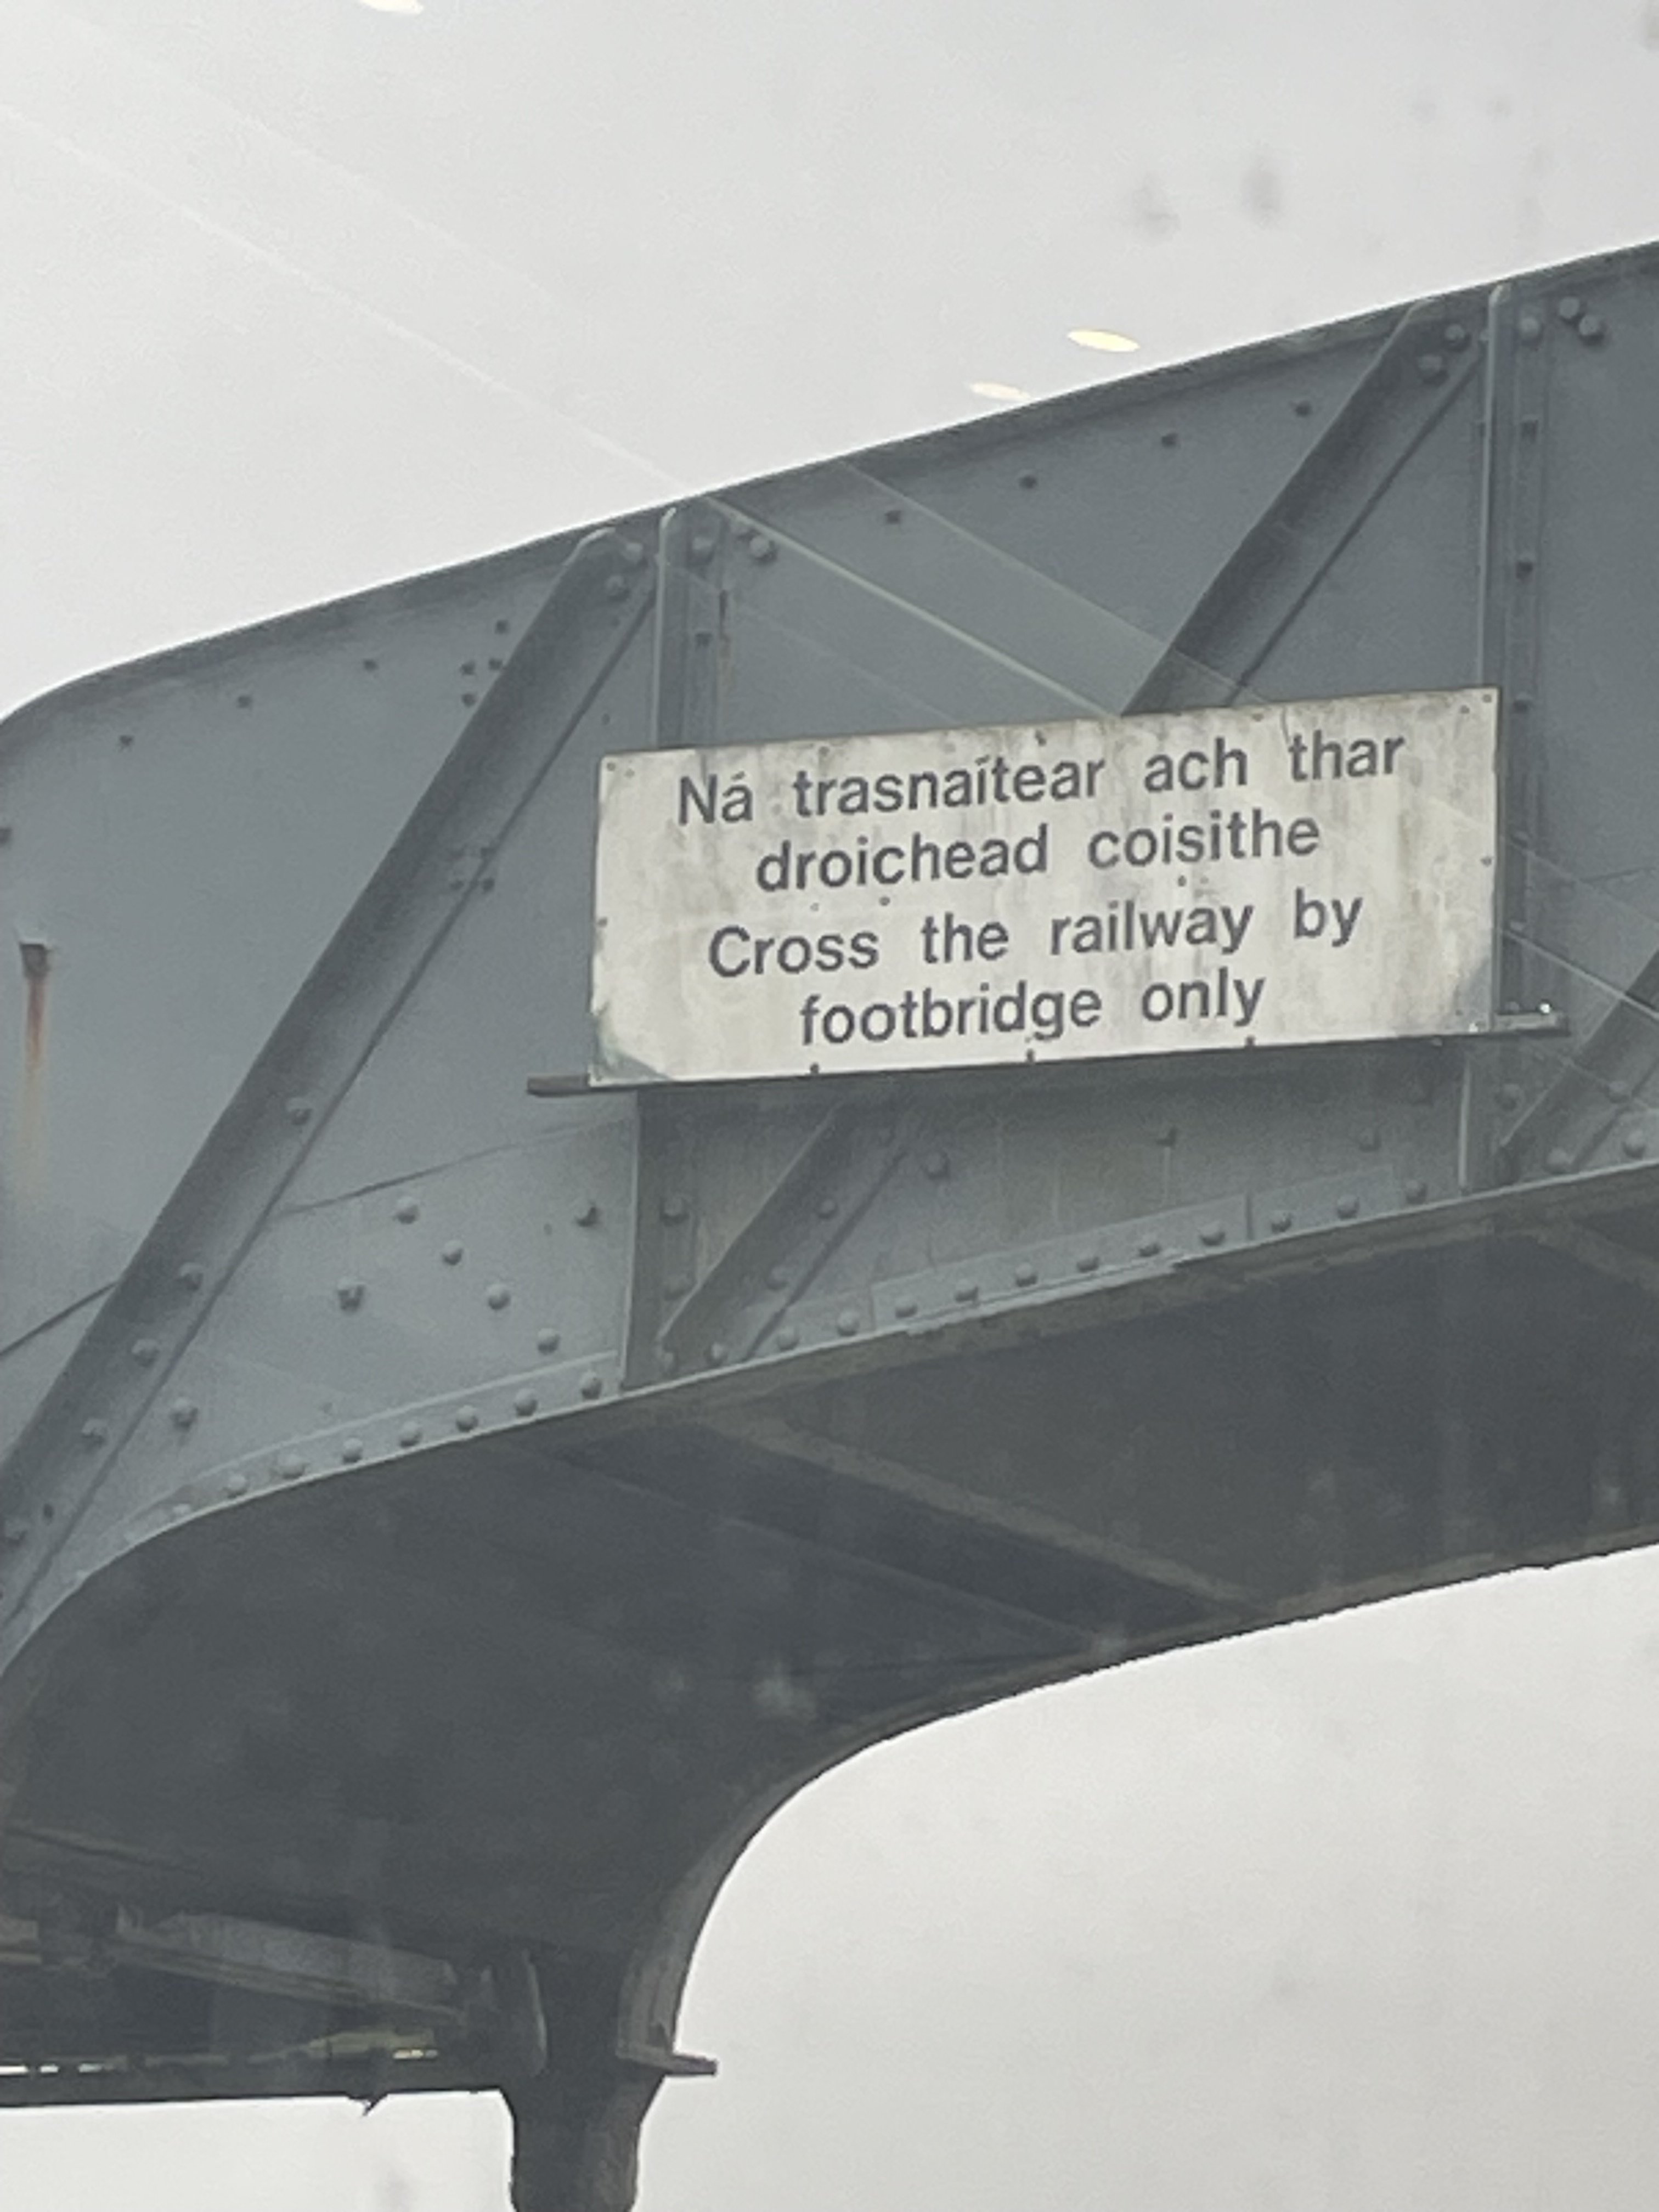 Ná trasnaítear ach thar
droichead coisithe
Cross the railway by
footbridge only